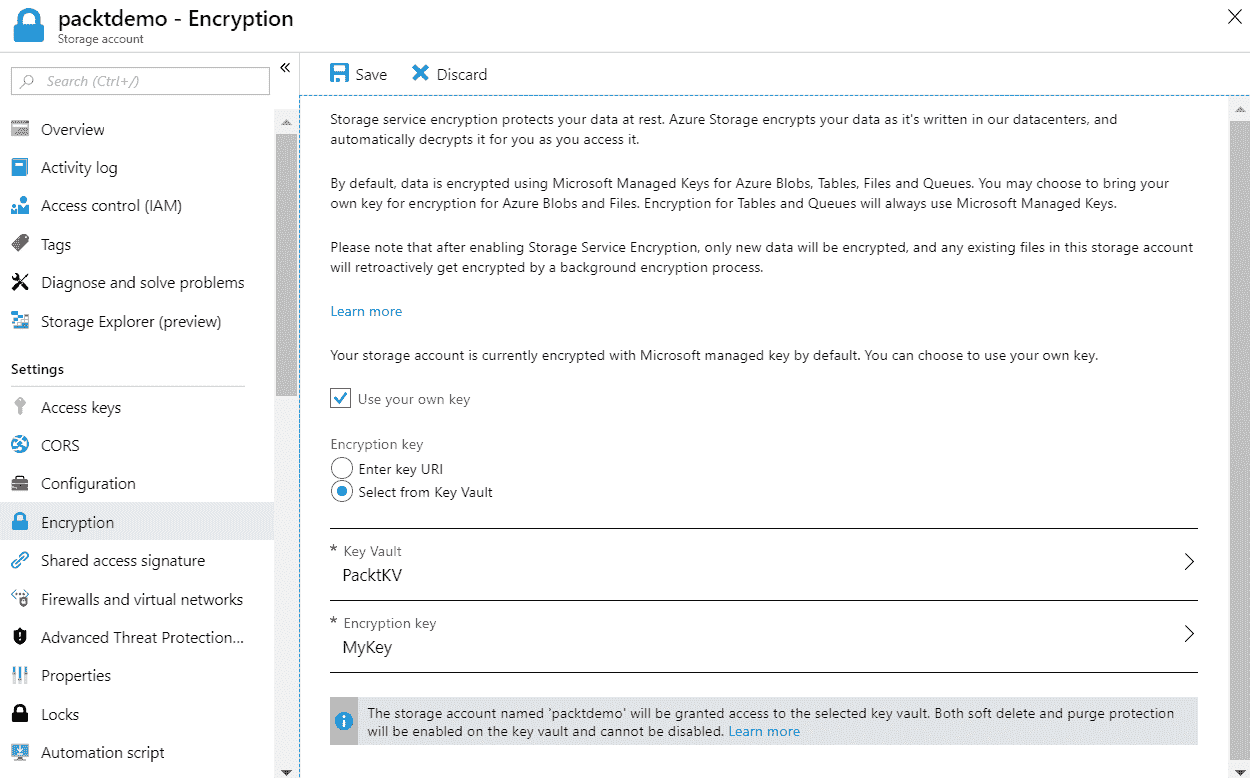 packtdemo - Encryption
Storage account
Search (Ctrl+/)
«
Overview
Activity log
Access control (IAM)
Tags
Diagnose and solve problems
Storage Explorer (preview)
Settings
Access keys
CORS
Configuration
Encryption
Shared access signature
Firewalls and virtual networks
Advanced Threat Protection...
Properties
Locks
Automation script
Save
Discard
Storage service encryption protects your data at rest. Azure Storage encrypts your data as it's written in our datacenters, and
automatically decrypts it for you as you access it.
By default, data is encrypted using Microsoft Managed Keys for Azure Blobs, Tables, Files and Queues. You may choose to bring your
own key for encryption for Azure Blobs and Files. Encryption for Tables and Queues will always use Microsoft Managed Keys.
Please note that after enabling Storage Service Encryption, only new data will be encrypted, and any existing files in this storage account
will retroactively get encrypted by a background encryption process.
Learn more
Your storage account is currently encrypted with Microsoft managed key by default. You can choose to use your own key.
Use your own key
Encryption key
Enter key URI
Select from Key Vault
* Key Vault
PacktKV
* Encryption key
MyKey
The storage account named 'packtdemo' will be granted access to the selected key vault. Both soft delete and purge protection
will be enabled on the key vault and cannot be disabled. Learn more